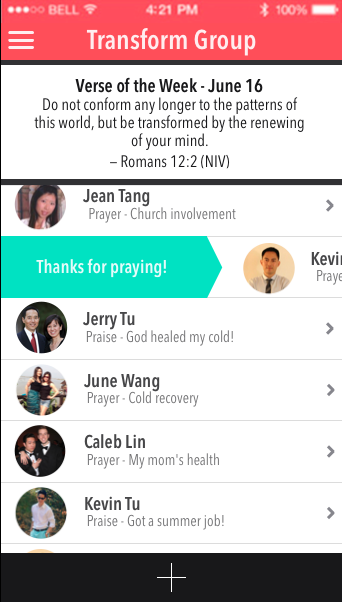 BELL 4:21 PM 100%
Transform Group
Verse of the Week - June 16
Do not conform any longer to the patterns of
this world, but be transformed by the renewing
of your mind.
– Romans 12:2 (NIV)
Jean Tang
Prayer - Church involvement
Thanks for praying!
Kevin
Praye
Jerry Tu
Praise - God healed my cold!
June Wang
Prayer - Cold recovery
Caleb Lin
Prayer - My mom's health
Kevin Tu
Praise - Got a summer job!